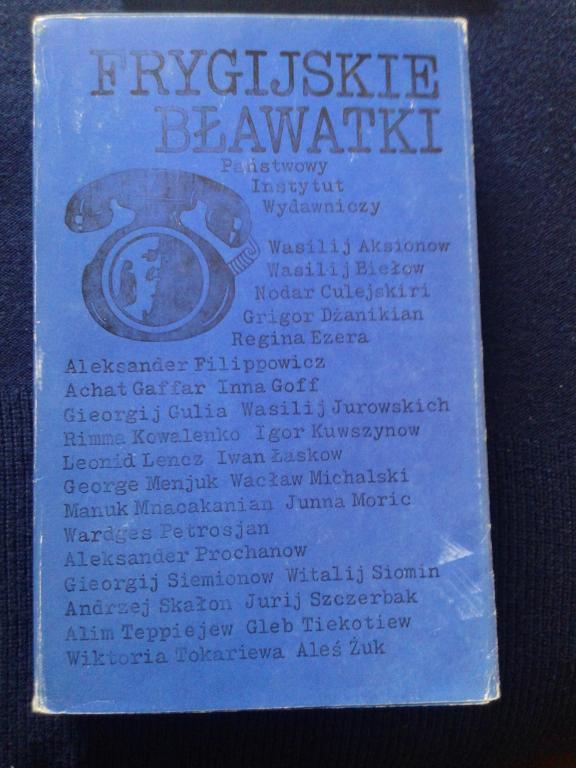 FRYGIJSKIE
BŁAWATKI
Państwowy
Instytut
Wydawniczy
Wasilij Aksionow
Wasilij Biełow
Nodar Culejskiri
Grigor Dżanikian
Regina Ezera
Aleksander Filippowicz
Achat Gaffar Inna Goff
Gieorgij Gulia Wasilij Jurowskich
Rimma Kowalenko Igor Kuwszynow
Leonid Lencz Iwan Łaskow
George Menjuk Wacław Michalski
Manuk Mnacakanian Junna Moric
Wardges Petrosjan
Aleksander Prochanow
Gieorgij Siemionow Witalij Siomin
Andrzej Skałon Jurij Szczerbak
Alim Teppiejew Gleb Tiekotiew
Wiktoria Tokariewa Aleś Żuk